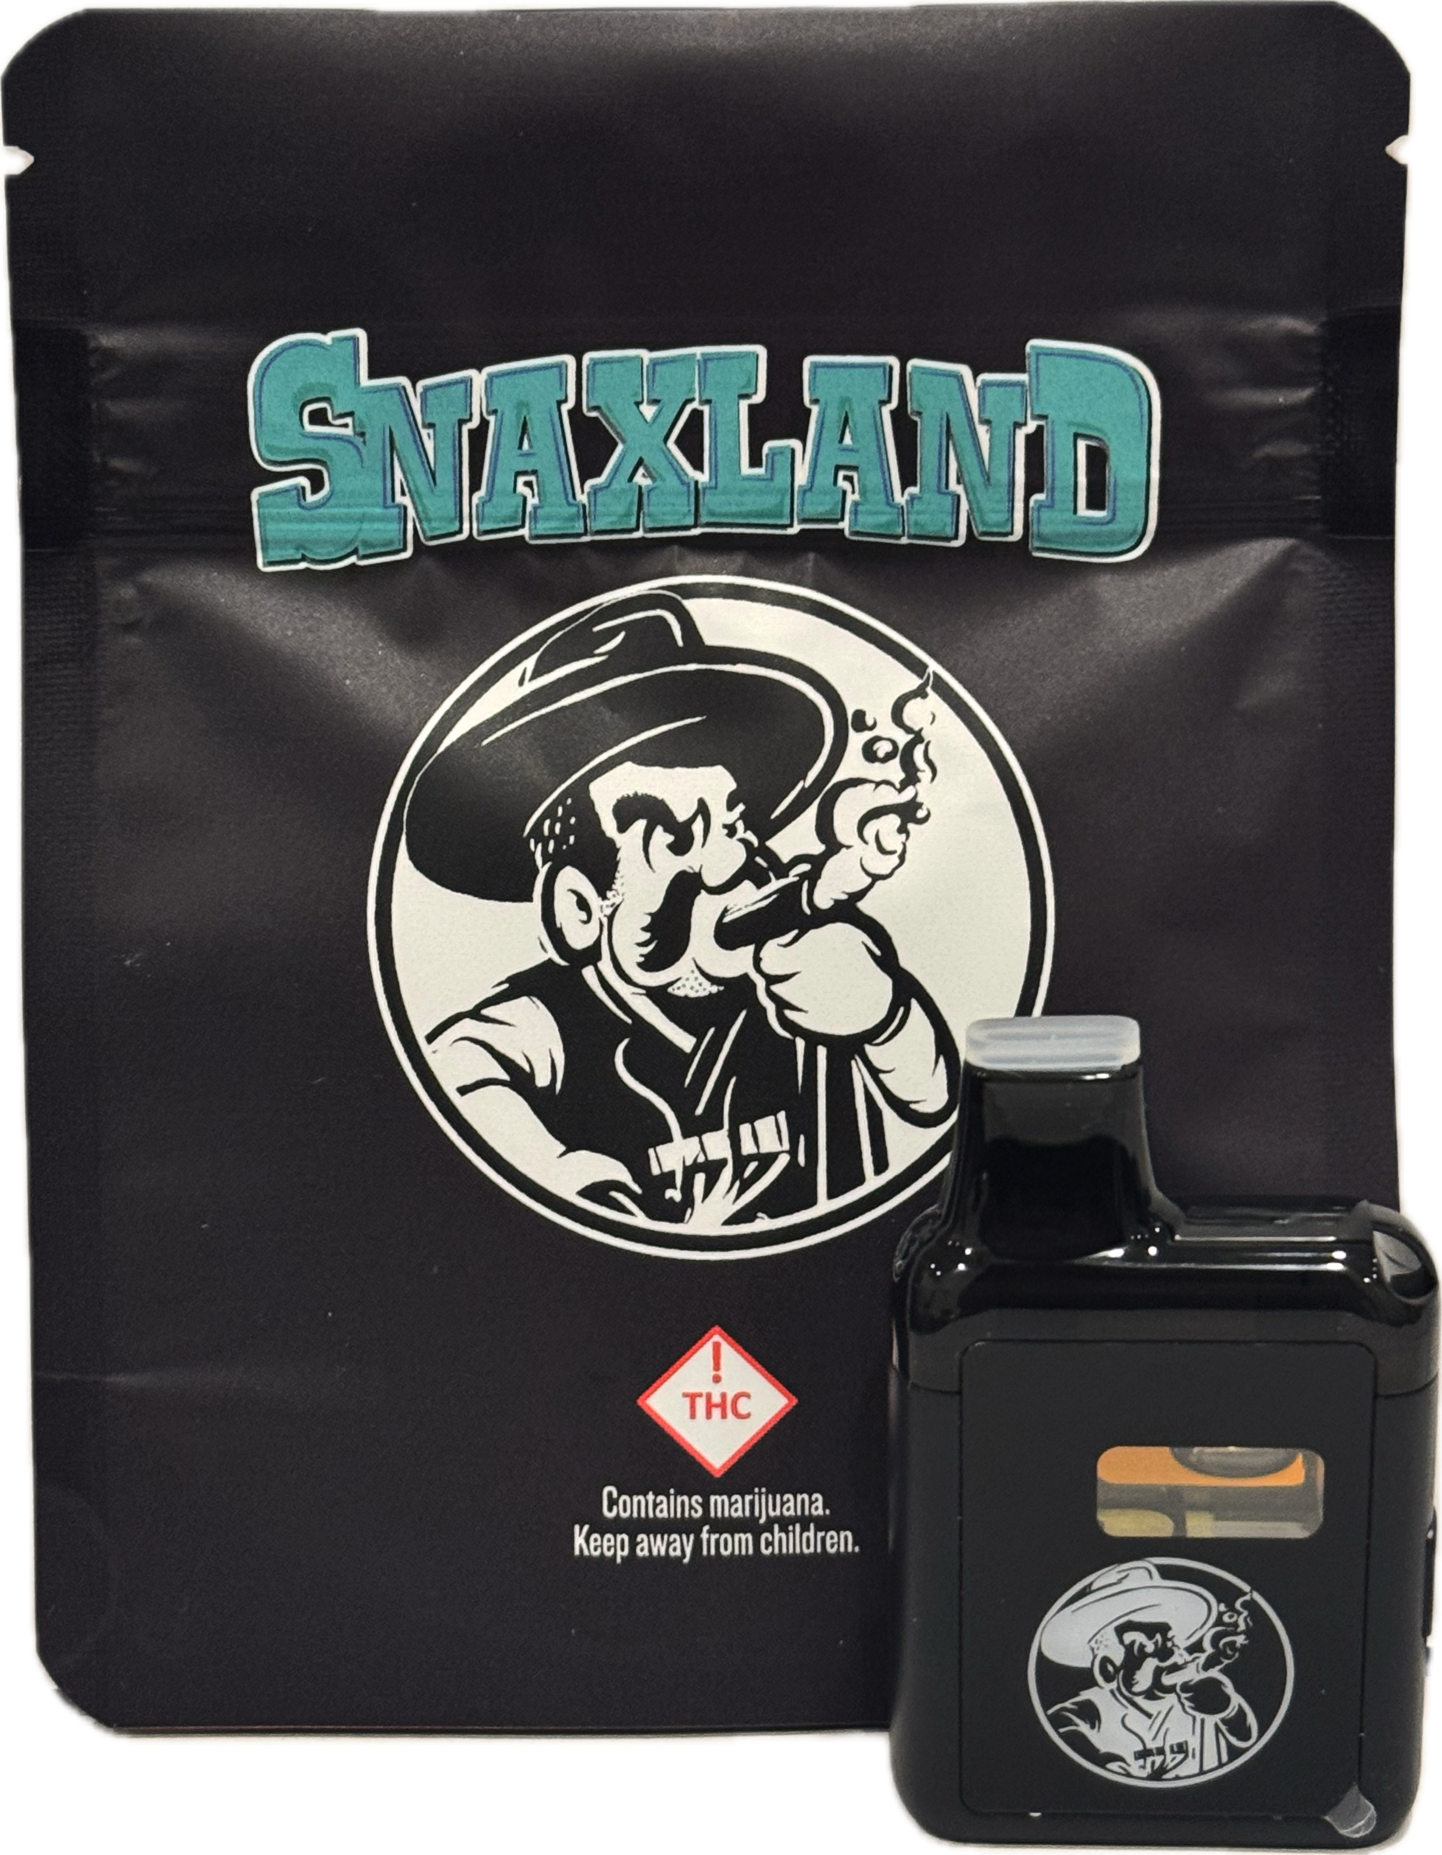 SNAXLAND
!
THC
Contains marijuana.
Keep away from children.